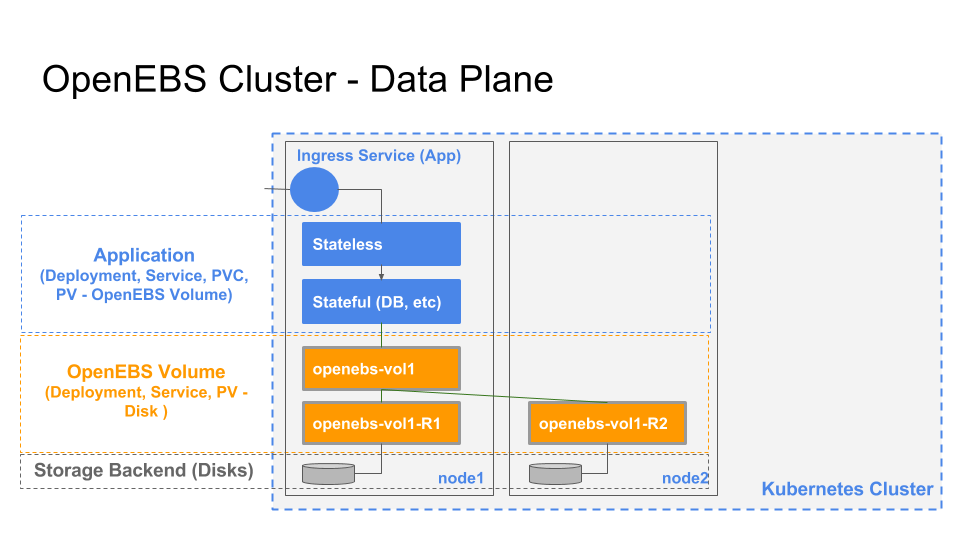 OpenEBS Cluster - Data Plane
Ingress Service (App)
Application
(Deployment, Service, PVC,
PV - OpenEBS Volume)
Stateless
Stateful (DB, etc)
OpenEBS Volume
(Deployment, Service, PV -
Disk )
openebs-vol1
openebs-vol1-R1
openebs-vol1-R2
Storage Backend (Disks)
node1
node2
Kubernetes Cluster